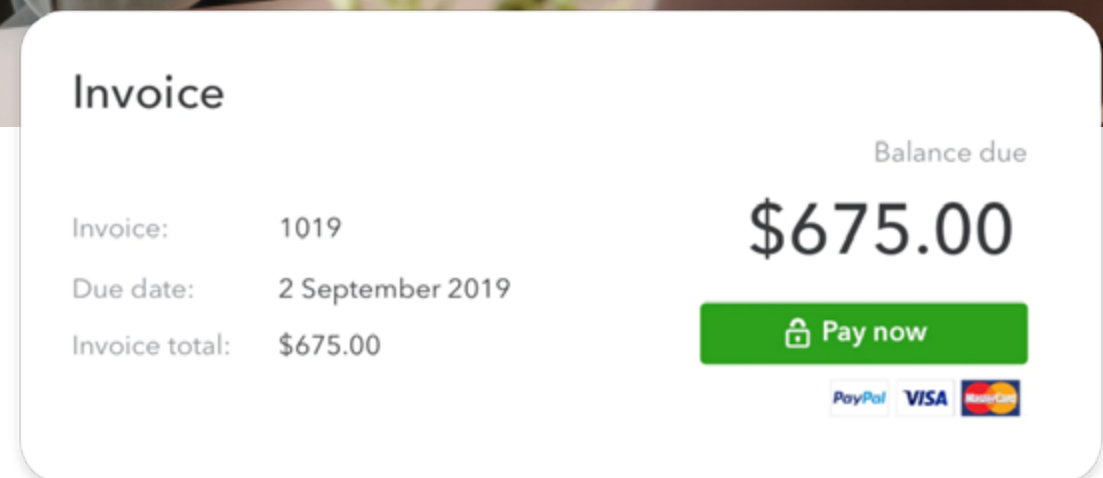 Invoice
Balance due
$675.00
Invoice: 1019
Due date: 2 September 2019
Invoice total: $675.00
Pay now
PayPal VISA MasterCard